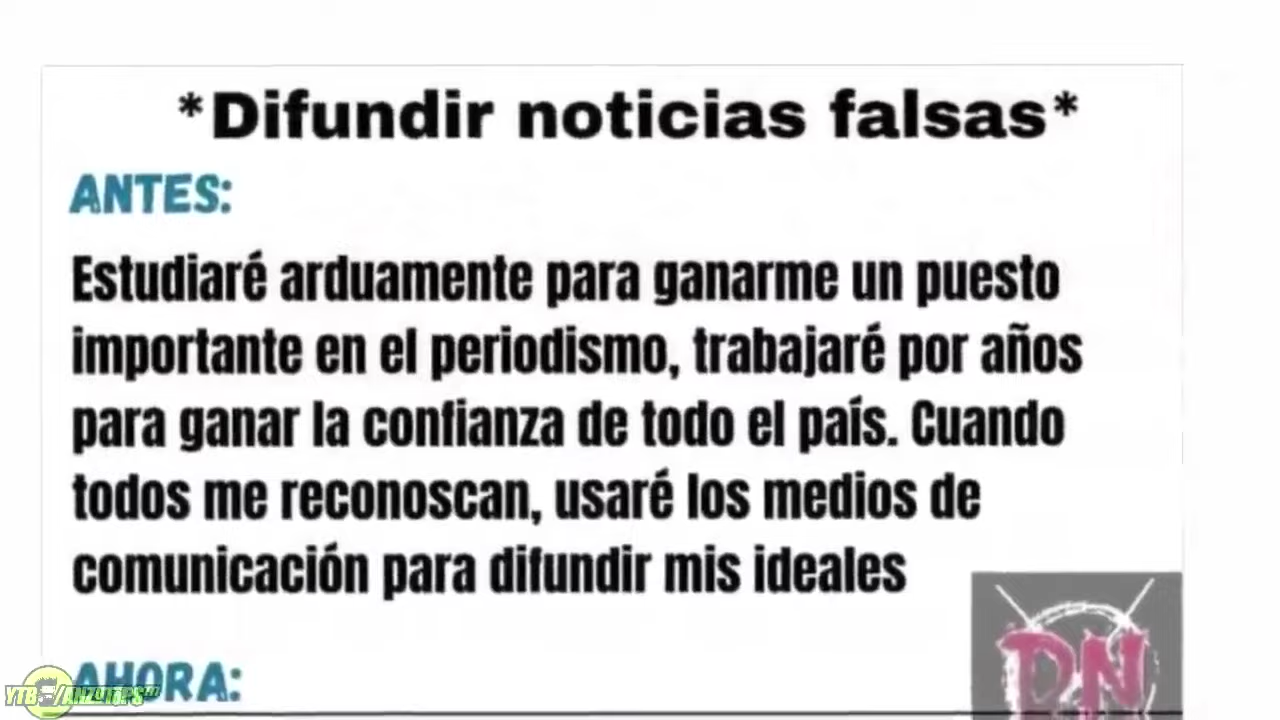 *Difundir noticias falsas*
ANTES:
Estudiaré arduamente para ganarme un puesto
importante en el periodismo, trabajaré por años
para ganar la confianza de todo el país. Cuando
todos me reconoscan, usaré los medios de
comunicación para difundir mis ideales
DN
AHORA: